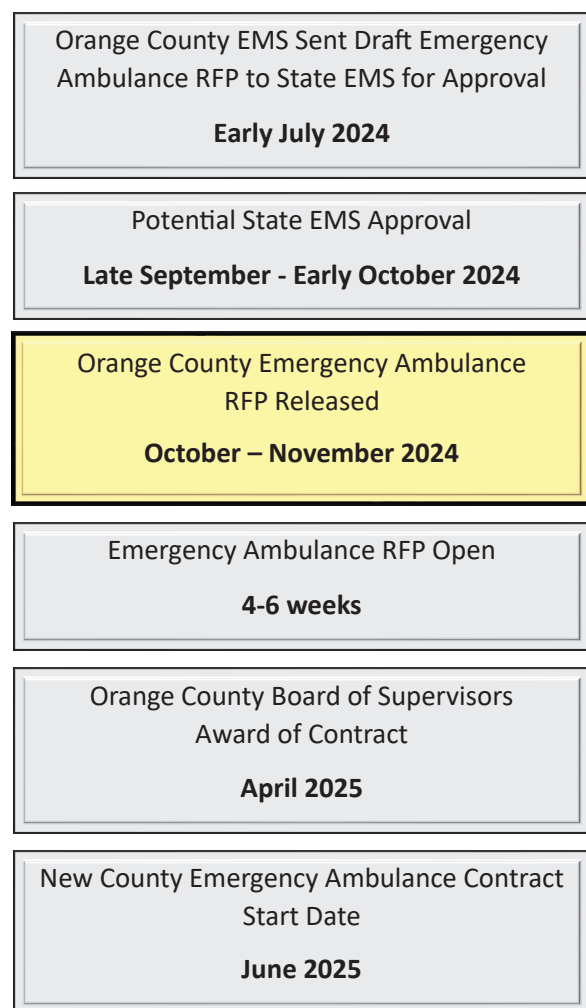 Orange County EMS Sent Draft Emergency
Ambulance RFP to State EMS for Approval
Early July 2024
Potential State EMS Approval
Late September - Early October 2024
Orange County Emergency Ambulance
RFP Released
October – November 2024
Emergency Ambulance RFP Open
4-6 weeks
Orange County Board of Supervisors
Award of Contract
April 2025
New County Emergency Ambulance Contract
Start Date
June 2025